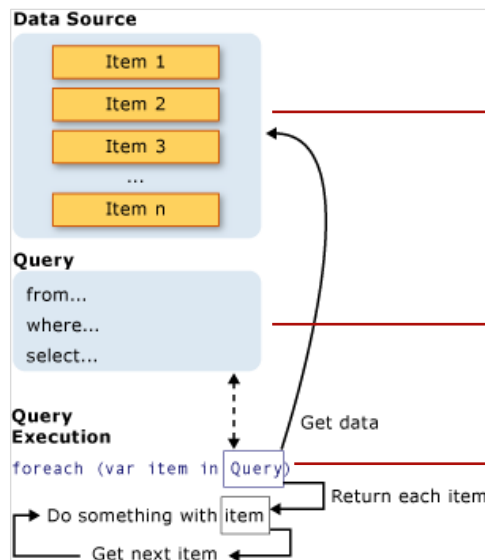 Data Source
Item 1
Item 2
Item 3
...
Item n
Query
from...
where...
select...
Query
Execution
Get data
foreach (var item in Query)
Return each item
Do something with item
Get next item